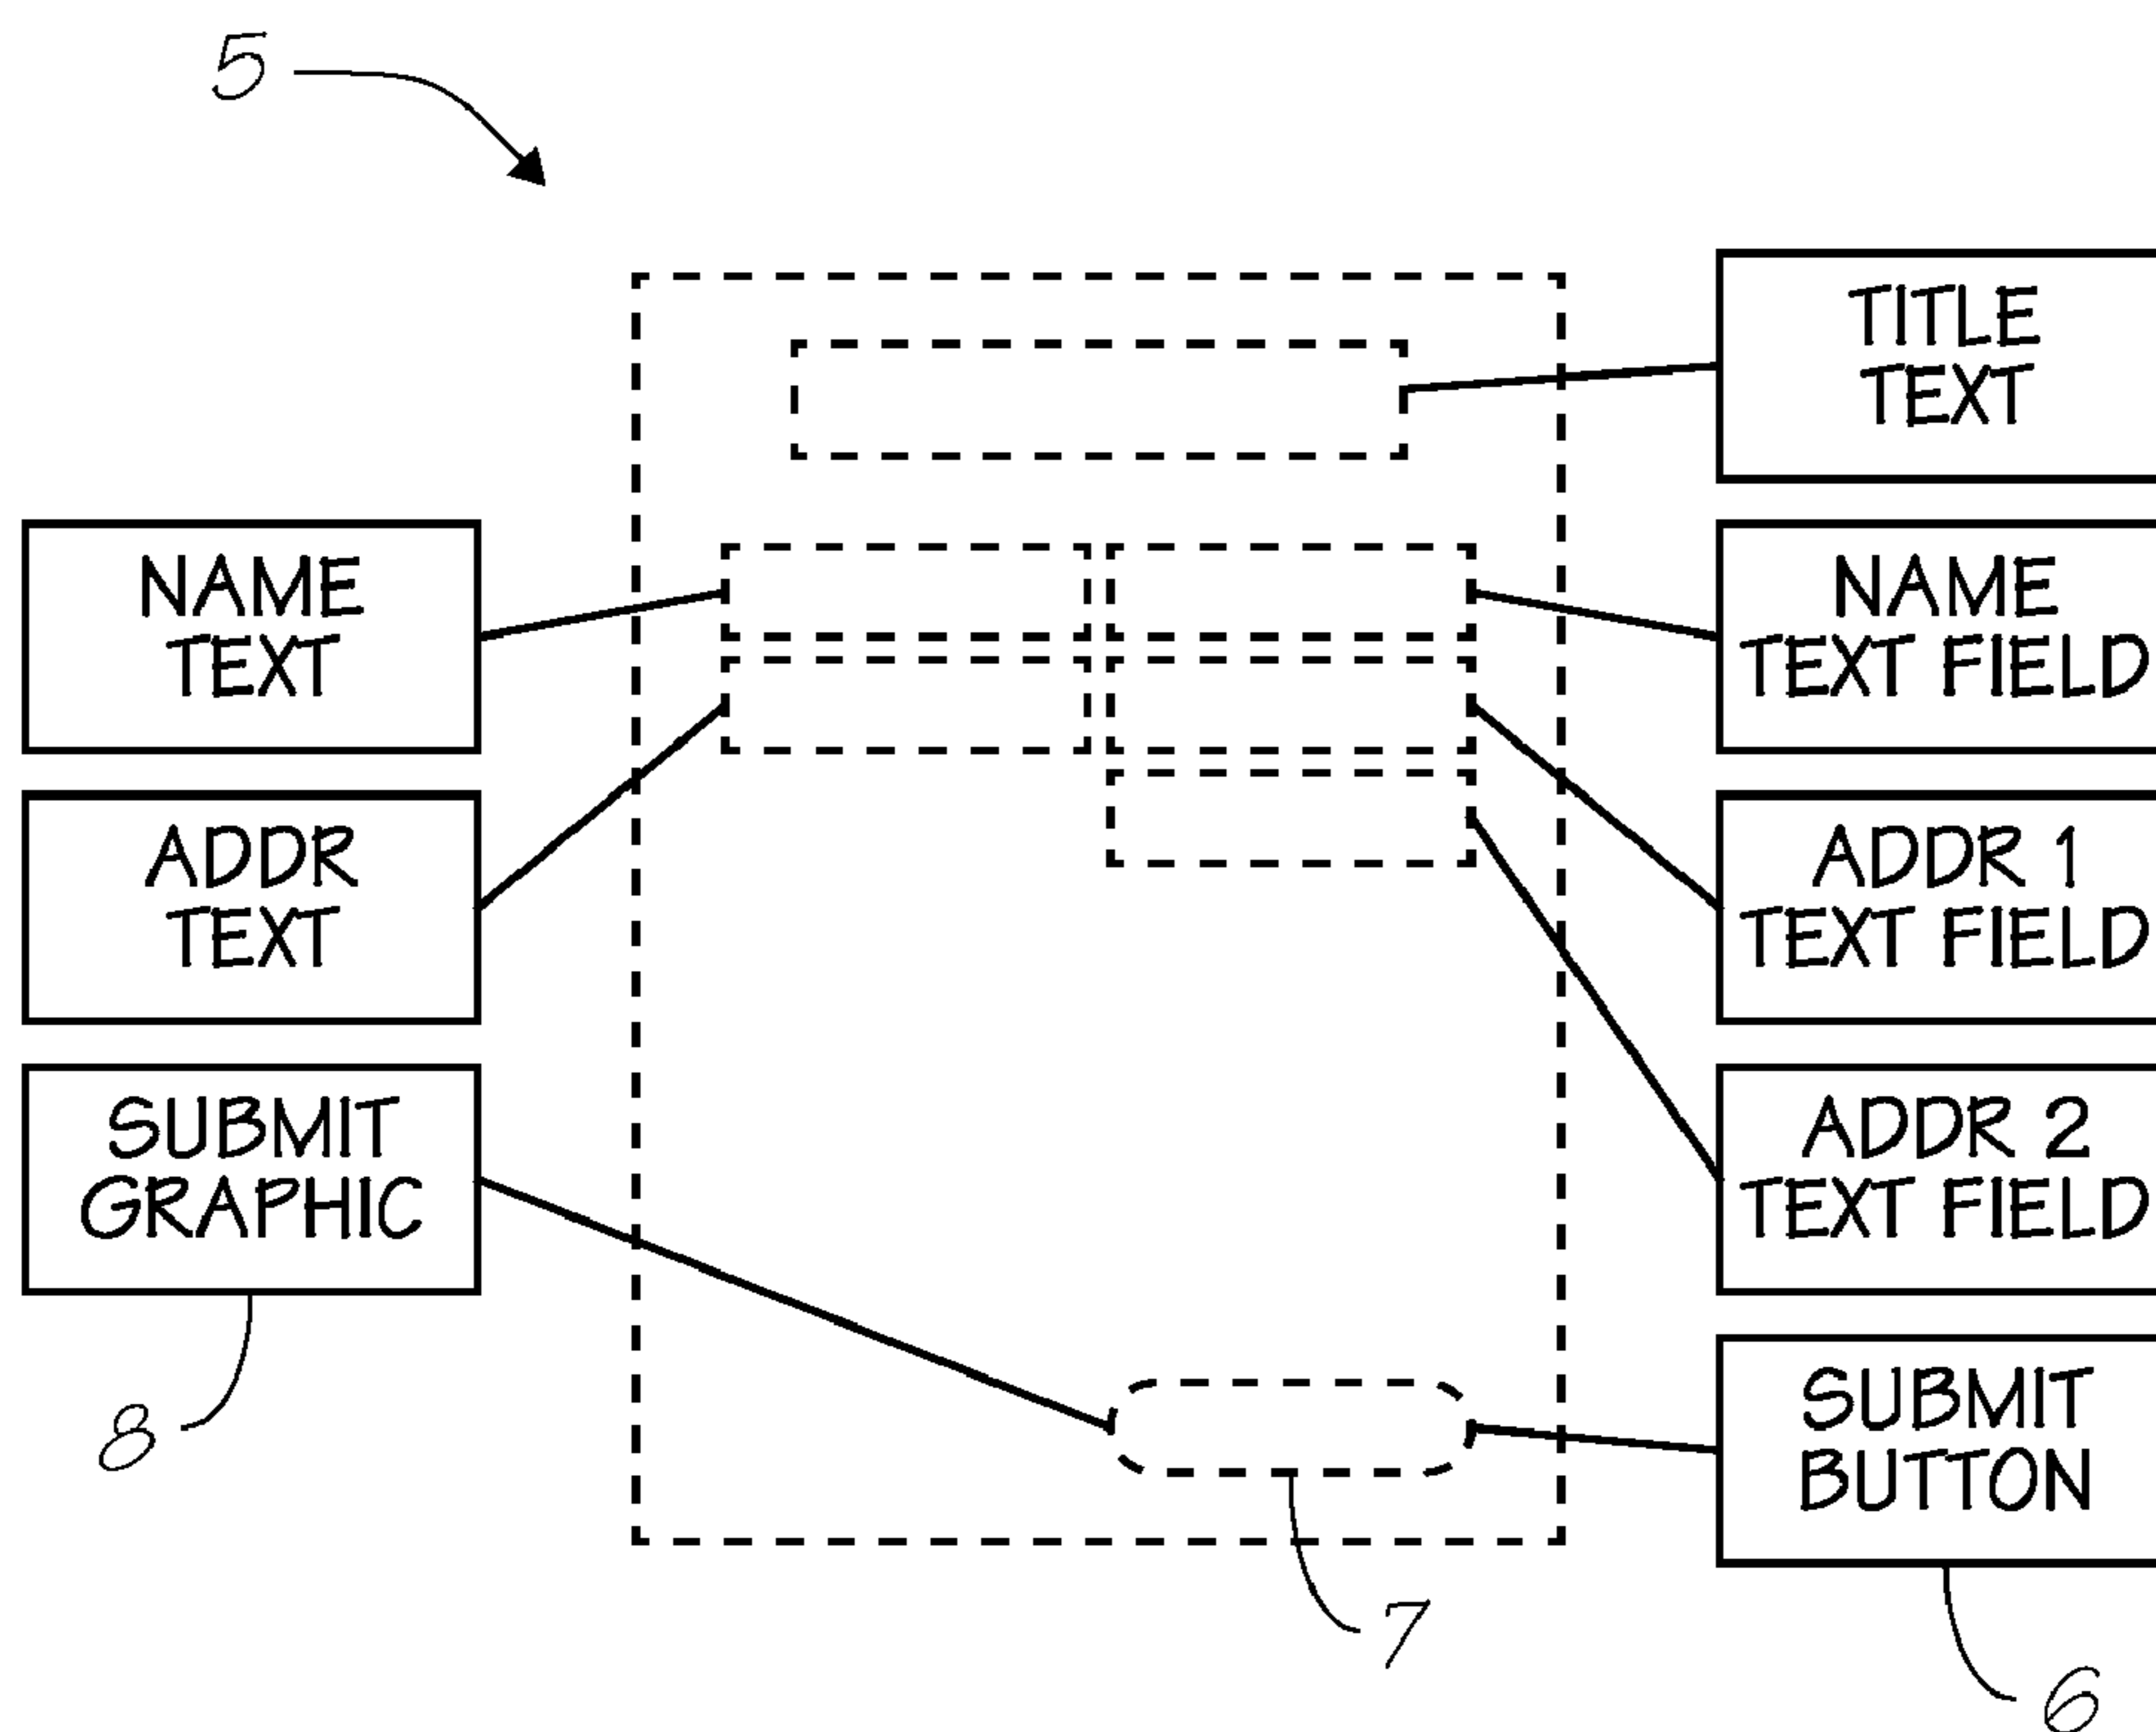 5
TITLE
TEXT
NAME
TEXT
NAME
TEXT FIELD
ADDR
TEXT
ADDR 1
TEXT FIELD
SUBMIT
GRAPHIC
ADDR 2
TEXT FIELD
SUBMIT
BUTTON
8
7
6